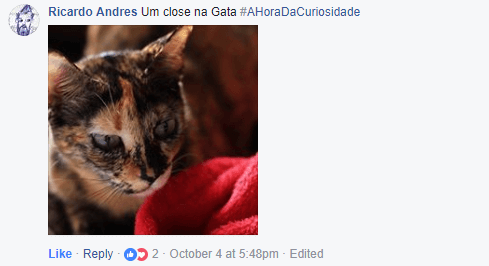 Ricardo Andres Um close na Gata #AHoraDaCuriosidade
Like · Reply · 2 · October 4 at 5:48pm · Edited